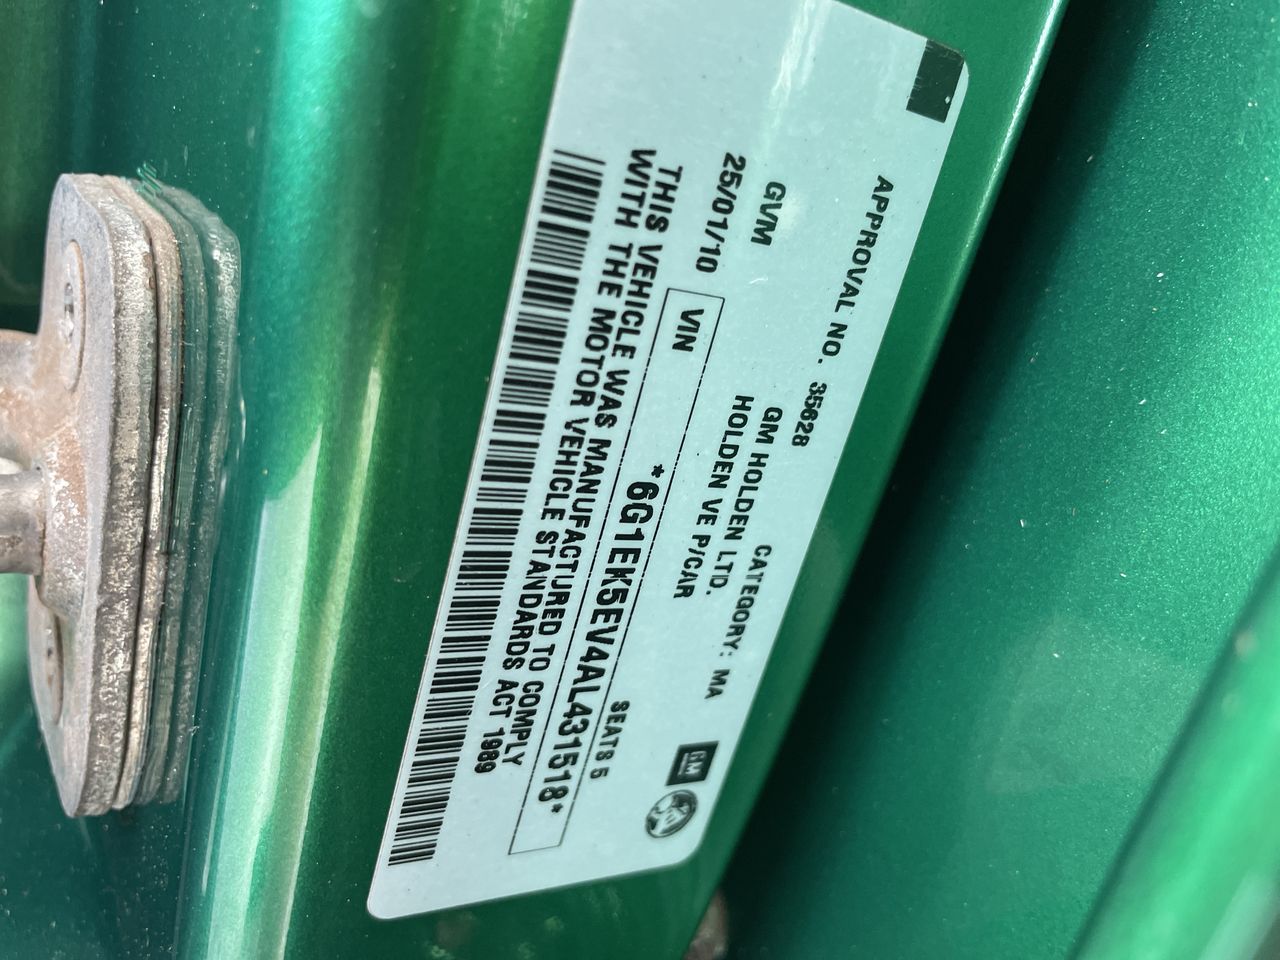 APPROVAL NO. 35628
CATEGORY: MA
GVM
GM HOLDEN LTD.
25/01/10
HOLDEN VE P/CAR
SEATS 5
VIN *6G1EK5EV4AL431518*
THIS VEHICLE WAS MANUFACTURED TO COMPLY
WITH THE MOTOR VEHICLE STANDARDS ACT 1989
GM